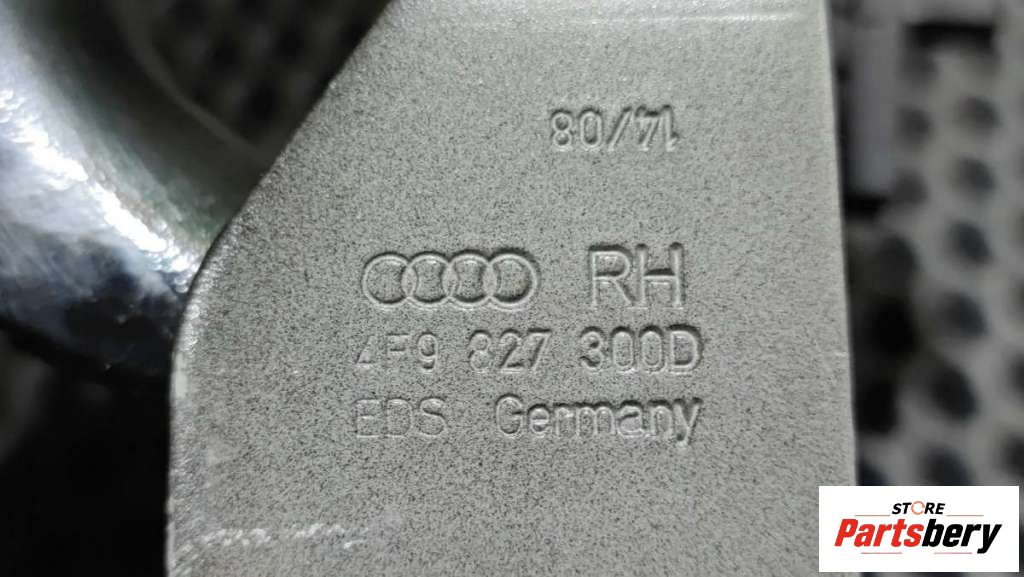 14/08
RH
4F9 827 300D
EDS Germany
STORE
Partsbery